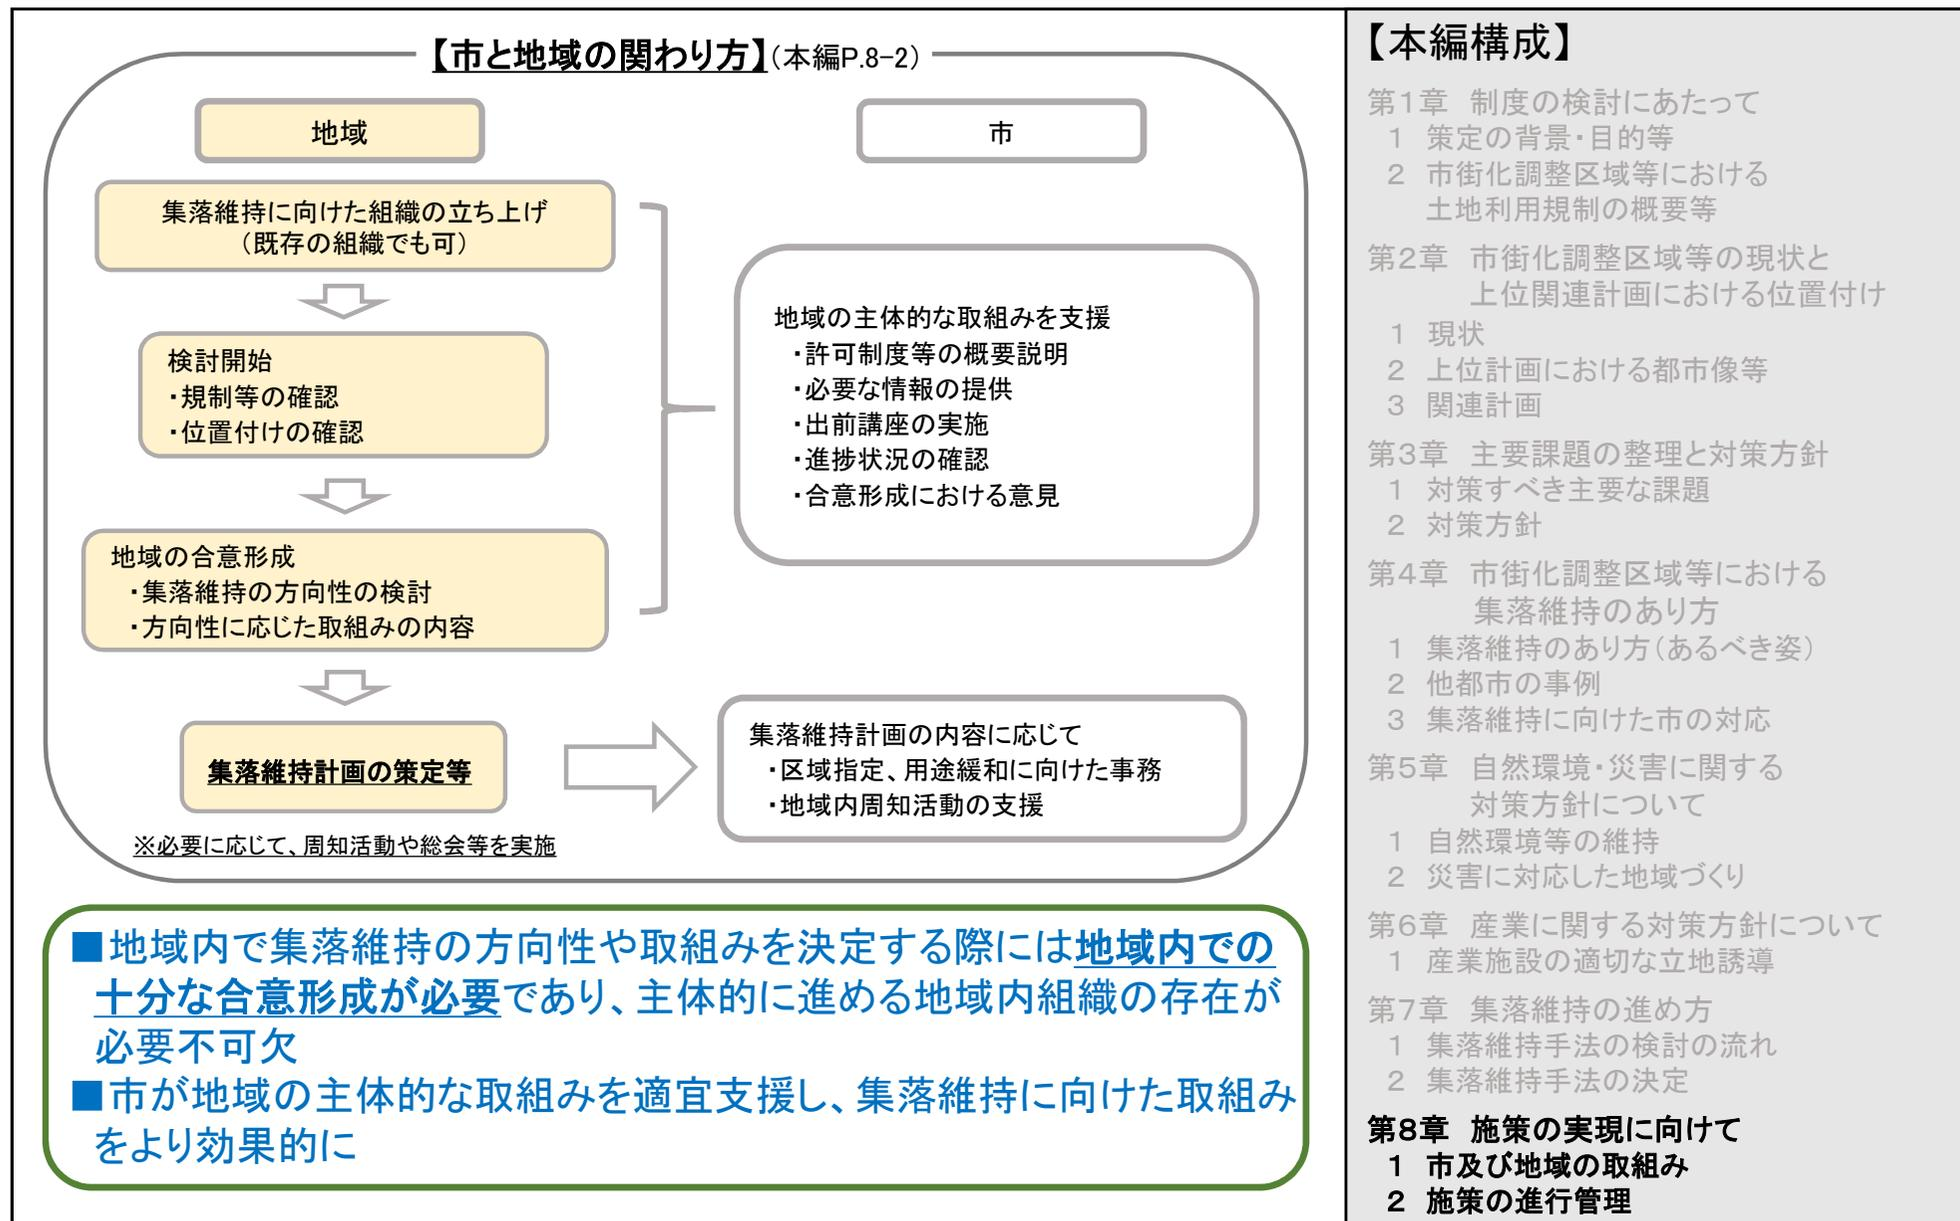 【市と地域の関わり方】(本編P.8-2)
地域
市
集落維持に向けた組織の立ち上げ
(既存の組織でも可)
検討開始
・規制等の確認
・位置付けの確認
地域の合意形成
・集落維持の方向性の検討
・方向性に応じた取組みの内容
集落維持計画の策定等
※必要に応じて、周知活動や総会等を実施
地域の主体的な取組みを支援
・許可制度等の概要説明
・必要な情報の提供
・出前講座の実施
・進捗状況の確認
・合意形成における意見
集落維持計画の内容に応じて
・区域指定、用途緩和に向けた事務
・地域内周知活動の支援
■地域内で集落維持の方向性や取組みを決定する際には地域内での
十分な合意形成が必要であり、主体的に進める地域内組織の存在が
必要不可欠
■市が地域の主体的な取組みを適宜支援し、集落維持に向けた取組み
をより効果的に
【本編構成】
第1章 制度の検討にあたって
1 策定の背景・目的等
2 市街化調整区域等における
土地利用規制の概要等
第2章 市街化調整区域等の現状と
上位関連計画における位置付け
1 現状
2 上位計画における都市像等
3 関連計画
第3章 主要課題の整理と対策方針
1 対策すべき主要な課題
2 対策方針
第4章 市街化調整区域等における
集落維持のあり方
1 集落維持のあり方(あるべき姿)
2 他都市の事例
3 集落維持に向けた市の対応
第5章 自然環境・災害に関する
対策方針について
1 自然環境等の維持
2 災害に対応した地域づくり
第6章 産業に関する対策方針について
1 産業施設の適切な立地誘導
第7章 集落維持の進め方
1 集落維持手法の検討の流れ
2 集落維持手法の決定
第8章 施策の実現に向けて
1 市及び地域の取組み
2 施策の進行管理